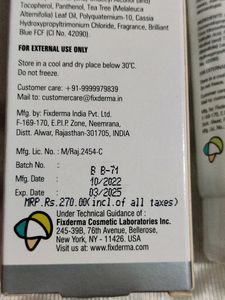 Tocopherol, Panthenol, Tea Tree (Melaleuca
Alternifolia) Leaf Oil, Polyquaternium-10, Cassia
Hydroxypropyltrimonium Chloride, Fragrance, Brilliant
Blue FCF (CI No. 42090).
FOR EXTERNAL USE ONLY
Store in a cool and dry place below 30°C.
Do not freeze.
Customer care: +91-9999979839
Mail to: customercare@fixderma.in
Mfg. by: Fixderma India Pvt. Ltd.
F-169-170, E.P.I.P. Zone, Neemrana,
Distt. Alwar, Rajasthan-301705, INDIA
Mfg. Lic. No.: M/Raj.2454-C
Batch No. : B B-71
Mfg. Date : 10/2022
Exp. Date : 03/2025
MRP.Rs.270.00(incl.of all taxes)
Under Technical Guidance of :
Fixderma Cosmetic Laboratories Inc.
245-39B, 76th Avenue, Bellerose,
New York, NY - 11426. USA
Visit us at: www.fixderma.com